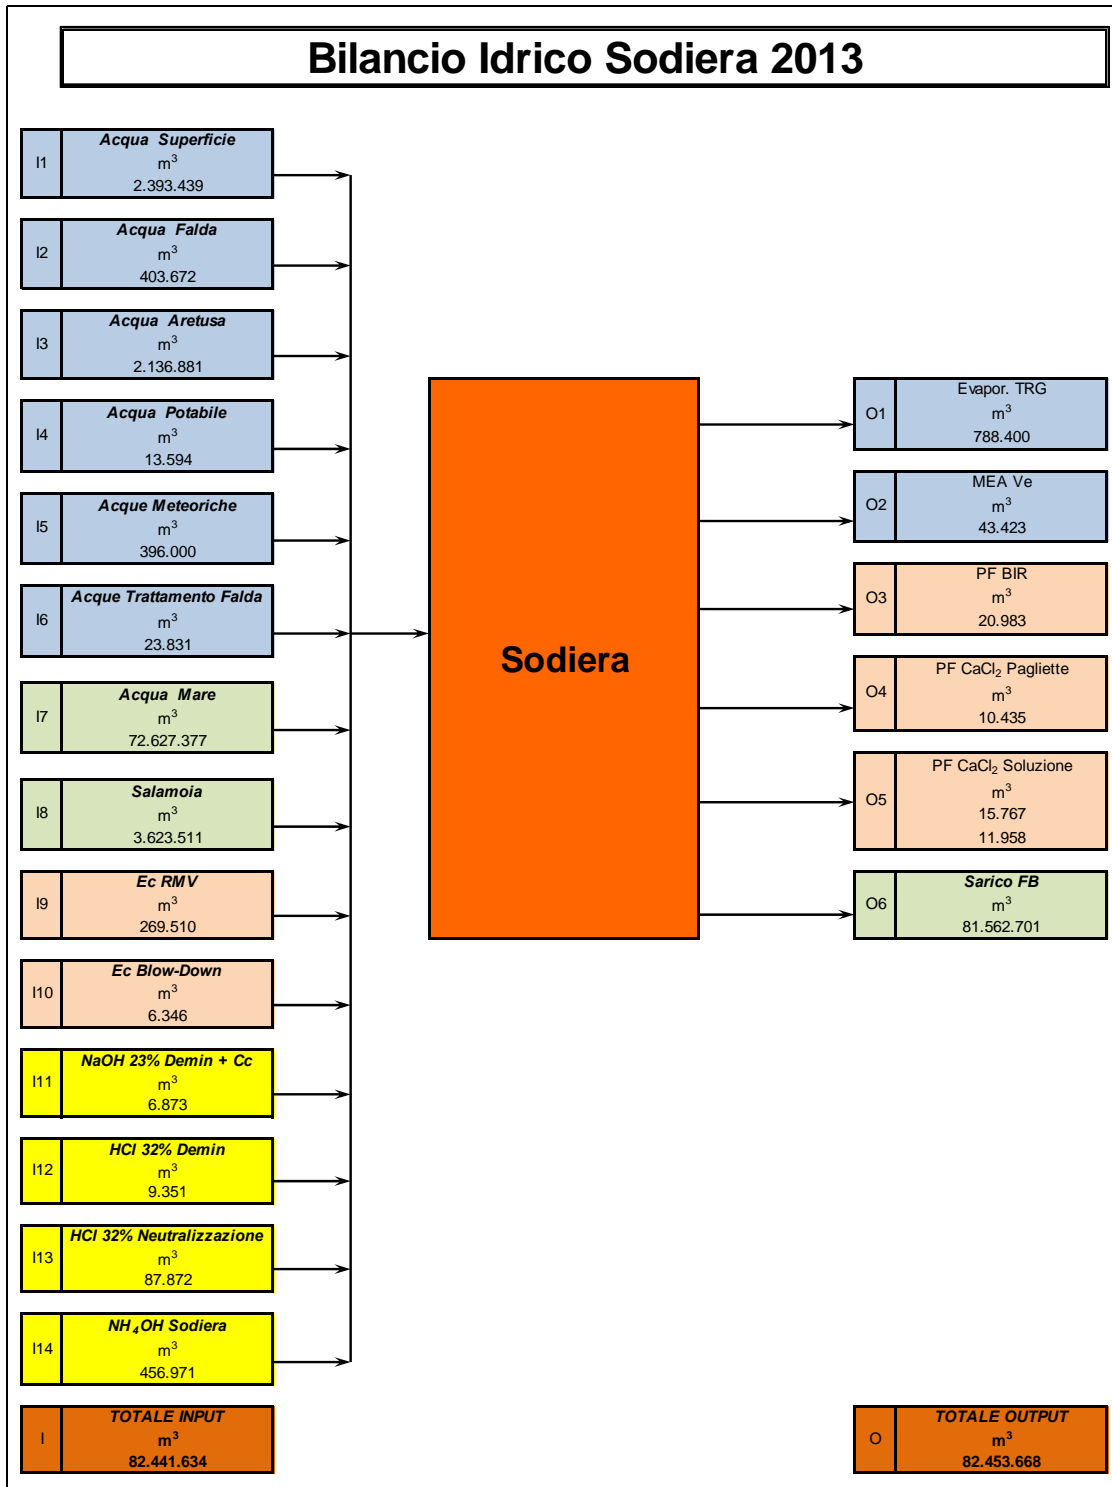 Bilancio Idrico Sodiera 2013
I1
Acqua Superficie
m³
2.393.439
I2
Acqua Falda
m³
403.672
I3
Acqua Aretusa
m³
2.136.881
I4
Acqua Potabile
m³
13.594
I5
Acque Meteoriche
m³
396.000
I6
Acque Trattamento Falda
m³
23.831
I7
Acqua Mare
m³
72.627.377
I8
Salamoia
m³
3.623.511
I9
Ec RMV
m³
269.510
I10
Ec Blow-Down
m³
6.346
I11
NaOH 23% Demin + Cc
m³
6.873
I12
HCl 32% Demin
m³
9.351
I13
HCl 32% Neutralizzazione
m³
87.872
I14
NH₄OH Sodiera
m³
456.971
I
TOTALE INPUT
m³
82.441.634
Sodiera
O1
Evapor. TRG
m³
788.400
O2
MEA Ve
m³
43.423
O3
PF BIR
m³
20.983
O4
PF CaCl₂ Pagliette
m³
10.435
O5
PF CaCl₂ Soluzione
m³
15.767
11.958
O6
Sarico FB
m³
81.562.701
O
TOTALE OUTPUT
m³
82.453.668